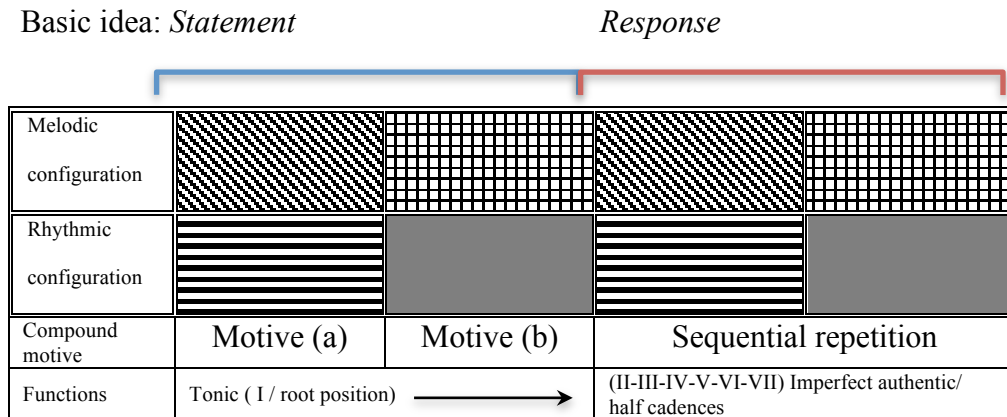 Basic idea: Statement Response
Melodic
configuration
Rhythmic
configuration
Compound
motive
Motive (a) Motive (b) Sequential repetition
Functions
Tonic ( I / root position)
(II-III-IV-V-VI-VII) Imperfect authentic/
half cadences